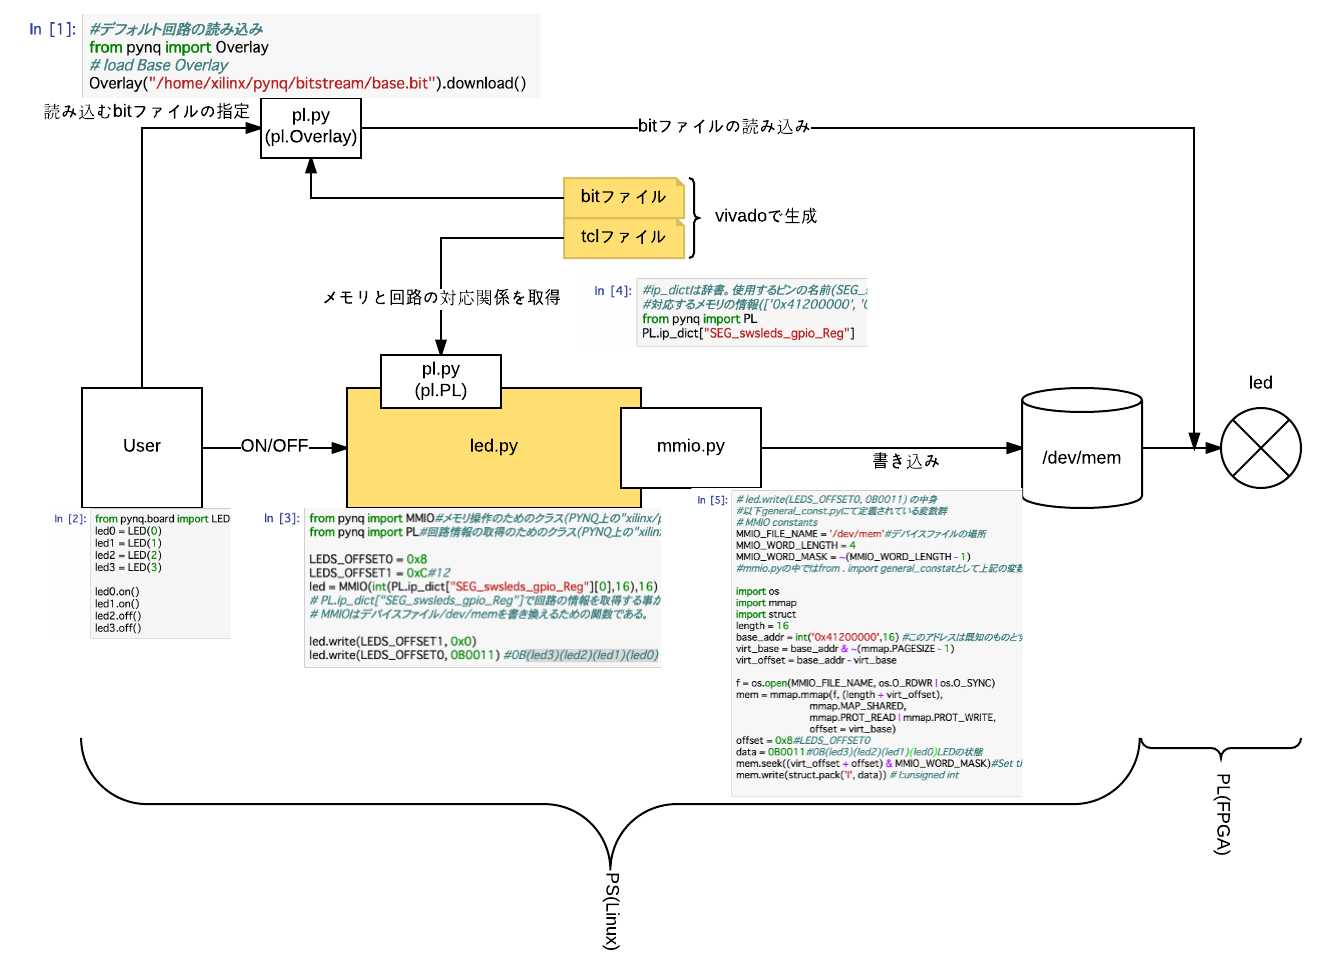 In [1]:
#デフォルト回路の読み込み
from pynq import Overlay
# load Base Overlay
Overlay("/home/xilinx/pynq/bitstream/base.bit").download()
読み込むbitファイルの指定
pl.py
(pl.Overlay)
bitファイルの読み込み
bitファイル
tclファイル
vivadoで生成
メモリと回路の対応関係を取得
In [4]:
#ip_dictは辞書。使用するピンの名前(SEG_s
#対応するメモリの情報(['0x41200000', '0
from pynq import PL
PL.ip_dict["SEG_swsleds_gpio_Reg"]
pl.py
(pl.PL)
led
User
ON/OFF
led.py
mmio.py
書き込み
/dev/mem
In [2]:
from pynq.board import LED
led0 = LED(0)
led1 = LED(1)
led2 = LED(2)
led3 = LED(3)
led0.on()
led1.on()
led2.off()
led3.off()
In [3]:
from pynq import MMIO#メモリ操作のためのクラス(PYNQ上の"xilinx/p
from pynq import PL#回路情報の取得のためのクラス(PYNQ上の"xilin
LEDS_OFFSET0 = 0x8
LEDS_OFFSET1 = 0xC#12
led = MMIO(int(PL.ip_dict["SEG_swsleds_gpio_Reg"][0],16),16)
# PL.ip_dict["SEG_swsleds_gpio_Reg"]で回路の情報を取得する事が
# MMIOはデバイスファイル/dev/memを書き換えるための関数である。
led.write(LEDS_OFFSET1, 0x0)
led.write(LEDS_OFFSET0, 0B0011) #0B(led3)(led2)(led1)(led0)
In [5]:
# led.write(LEDS_OFFSET0, 0B0011) の中身
#以下general_const.pyにて定義されている変数群
# MMIO constants
MMIO_FILE_NAME = '/dev/mem'#デバイスファイルの場所
MMIO_WORD_LENGTH = 4
MMIO_WORD_MASK = ~(MMIO_WORD_LENGTH - 1)
#mmio.pyの中ではfrom . import general_constatとして上記の変数
import os
import mmap
import struct
length = 16
base_addr = int('0x41200000',16) #このアドレスは既知のものとす
virt_base = base_addr & ~(mmap.PAGESIZE - 1)
virt_offset = base_addr - virt_base
f = os.open(MMIO_FILE_NAME, os.O_RDWR | os.O_SYNC)
mem = mmap.mmap(f, (length + virt_offset),
mmap.MAP_SHARED,
mmap.PROT_READ | mmap.PROT_WRITE,
offset = virt_base)
offset = 0x8#LEDS_OFFSET0
data = 0B0011#0B(led3)(led2)(led1)(led0)LEDの状態
mem.seek((virt_offset + offset) & MMIO_WORD_MASK)#Set th
mem.write(struct.pack('I', data)) # I:unsigned int
PL(FPGA)
PS(Linux)